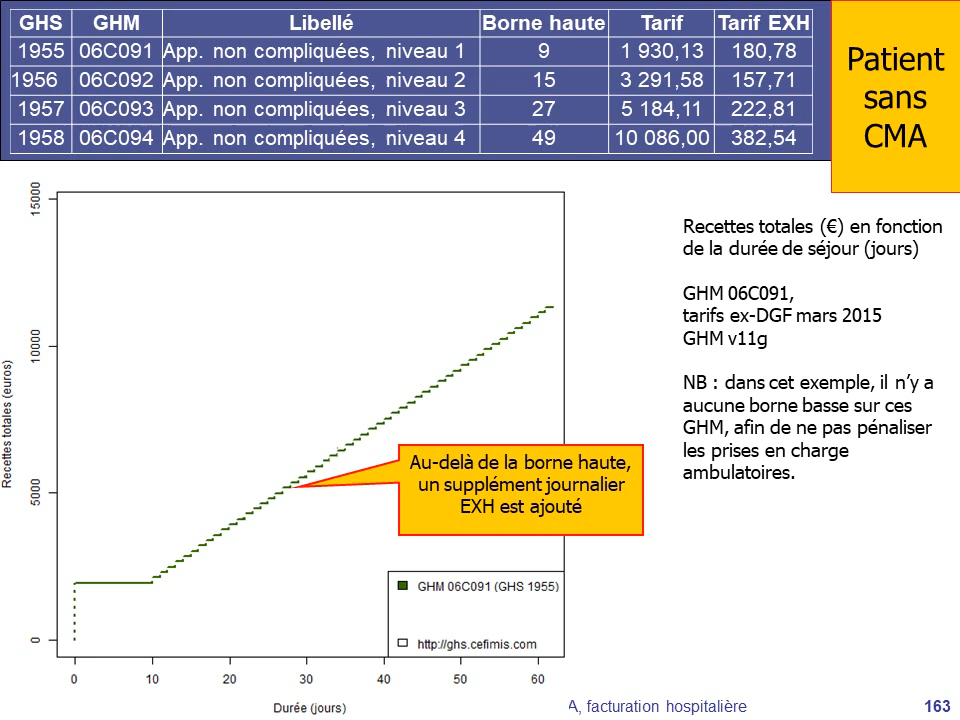 GHS GHM Libellé Borne haute Tarif Tarif EXH
1955 06C091 App. non compliquées, niveau 1 9 1 930,13 180,78
1956 06C092 App. non compliquées, niveau 2 15 3 291,58 157,71
1957 06C093 App. non compliquées, niveau 3 27 5 184,11 222,81
1958 06C094 App. non compliquées, niveau 4 49 10 086,00 382,54
Patient
sans
CMA
Recettes totales (€) en fonction
de la durée de séjour (jours)
GHM 06C091,
tarifs ex-DGF mars 2015
GHM v11g
NB : dans cet exemple, il n’y a
aucune borne basse sur ces
GHM, afin de ne pas pénaliser
les prises en charge
ambulatoires.
Recettes totales (euros)
15000
10000
5000
0
Au-delà de la borne haute,
un supplément journalier
EXH est ajouté
GHM 06C091 (GHS 1955)
http://ghs.cefimis.com
0 10 20 30 40 50 60
Durée (jours)
A, facturation hospitalière
163